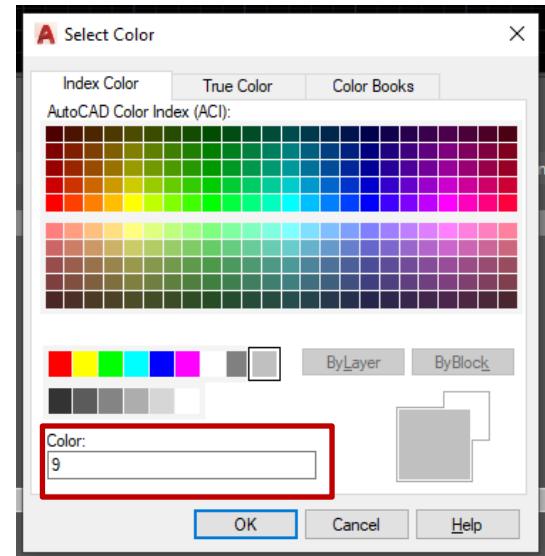 Select Color
Index Color True Color Color Books
AutoCAD Color Index (ACI):
ByLayer ByBlock
Color:
9
OK Cancel Help